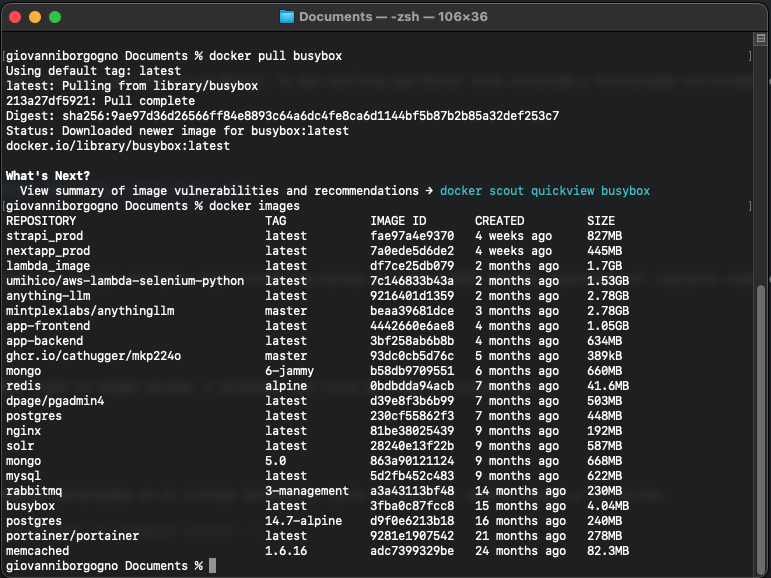 Documents — -zsh — 106×36
[giovanniborgogno Documents % docker pull busybox ]
Using default tag: latest
latest: Pulling from library/busybox
213a27df5921: Pull complete
Digest: sha256:9ae97d36d26566ff84e8893c64a6dc4fe8ca6d1144bf5b87b2b85a32def253c7
Status: Downloaded newer image for busybox:latest
docker.io/library/busybox:latest
What's Next?
View summary of image vulnerabilities and recommendations → docker scout quickview busybox
[giovanniborgogno Documents % docker images ]
REPOSITORY TAG IMAGE ID CREATED SIZE
strapi_prod latest fae97a4e9370 4 weeks ago 827MB
nextapp_prod latest 7a0ede5d6de2 4 weeks ago 445MB
lambda_image latest df7ce25db079 2 months ago 1.7GB
umihico/aws-lambda-selenium-python latest 7c146833b43a 2 months ago 1.53GB
anything-llm latest 9216401d1359 2 months ago 2.78GB
mintplexlabs/anythingllm master beaa39681dce 3 months ago 2.78GB
app-frontend latest 4442660e6ae8 4 months ago 1.05GB
app-backend latest 3bf258ab6b8b 4 months ago 634MB
ghcr.io/cathugger/mkp224o master 93dc0cb5d76c 5 months ago 389kB
mongo 6-jammy b58db9709551 6 months ago 660MB
redis alpine 0bdbdda94acb 7 months ago 41.6MB
dpage/pgadmin4 latest d39e8f3b6b99 7 months ago 503MB
postgres latest 230cf55862f3 7 months ago 448MB
nginx latest 81be38025439 9 months ago 192MB
solr latest 28240e13f22b 9 months ago 587MB
mongo 5.0 863a90121124 9 months ago 668MB
mysql latest 5d2fb452c483 9 months ago 622MB
rabbitmq 3-management a3a43113bf48 14 months ago 230MB
busybox latest 3fba0c87fcc8 15 months ago 4.04MB
postgres 14.7-alpine d9f0e6213b18 16 months ago 240MB
portainer/portainer latest 9281e1907542 21 months ago 278MB
memcached 1.6.16 adc7399329be 24 months ago 82.3MB
giovanniborgogno Documents %